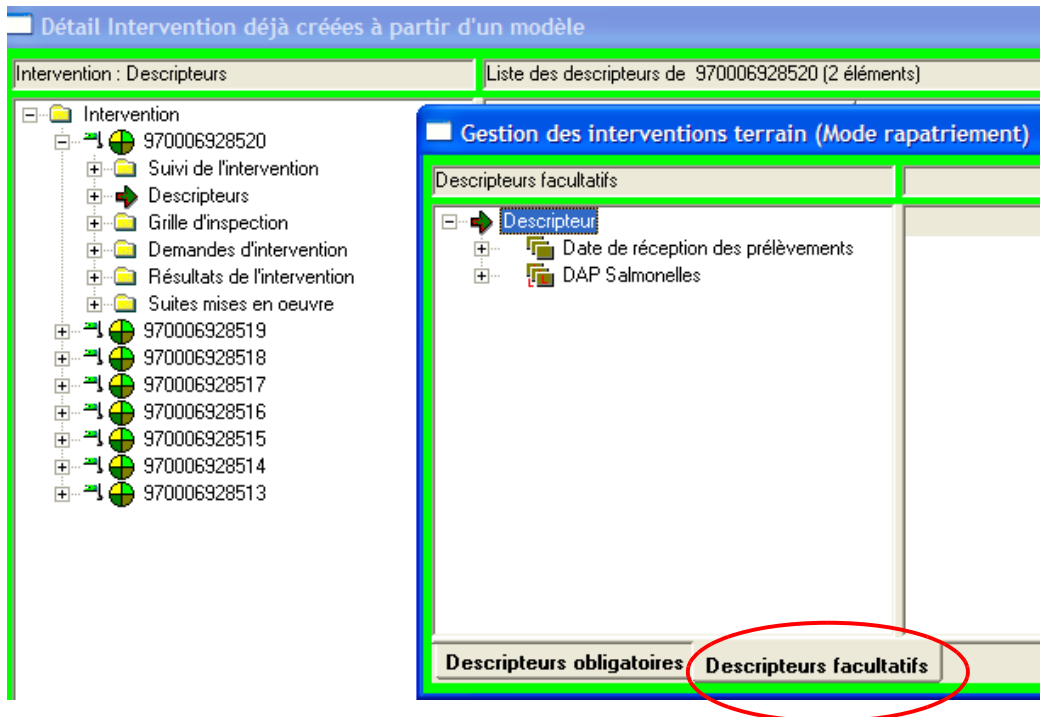 Détail Intervention déjà créées à partir d'un modèle
Intervention : Descripteurs
Liste des descripteurs de 970006928520 (2 éléments)
Intervention
970006928520
Suivi de l'intervention
Descripteurs
Grille d'inspection
Demandes d'intervention
Résultats de l'intervention
Suites mises en oeuvre
970006928519
970006928518
970006928517
970006928516
970006928515
970006928514
970006928513
Gestion des interventions terrain (Mode rapatriement)
Descripteurs facultatifs
Descripteur
Date de réception des prélèvements
DAP Salmonelles
Descripteurs obligatoires
Descripteurs facultatifs